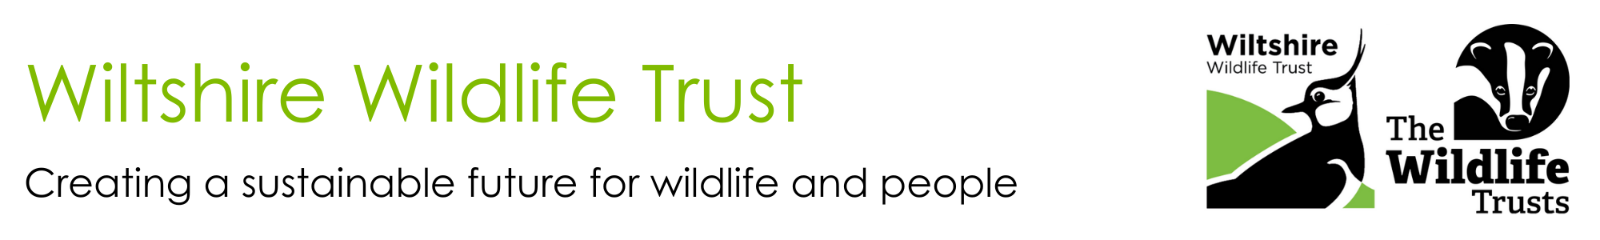 Wiltshire Wildlife Trust
Creating a sustainable future for wildlife and people
Wiltshire
Wildlife Trust
The
Wildlife
Trusts